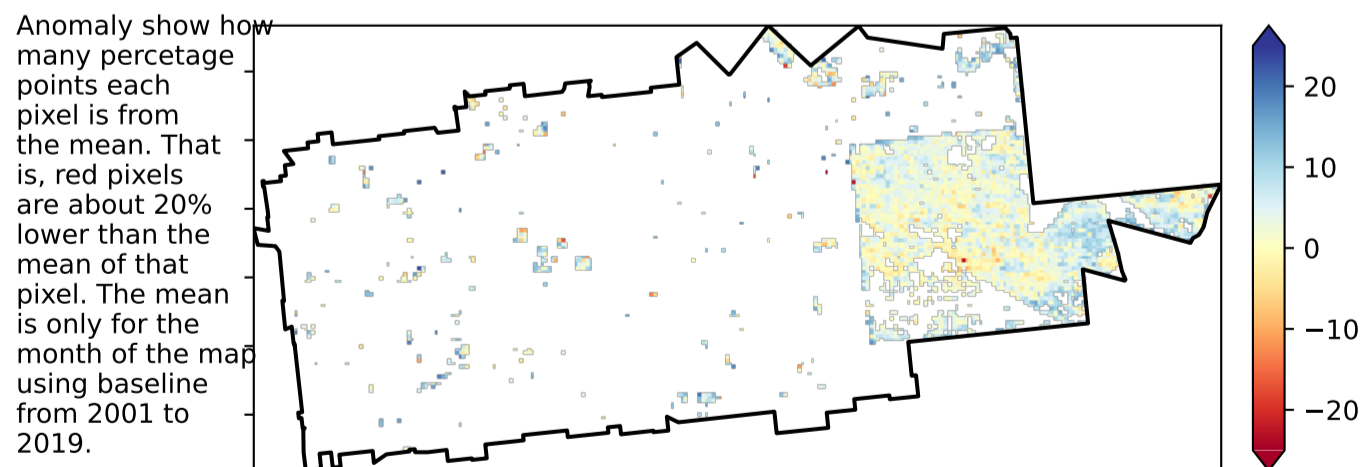 Anomaly show how
many percetage
points each
pixel is from
the mean. That
is, red pixels
are about 20%
lower than the
mean of that
pixel. The mean
is only for the
month of the map
using baseline
from 2001 to
2019.
20
10
0
−10
−20